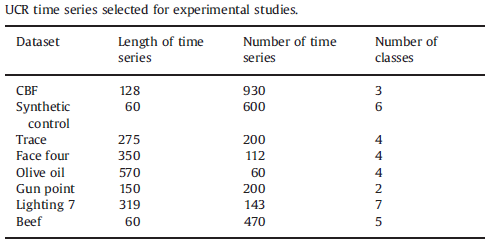 UCR time series selected for experimental studies.
Dataset Length of time Number of time Number of
series series classes
CBF 128 930 3
Synthetic 60 600 6
control
Trace 275 200 4
Face four 350 112 4
Olive oil 570 60 4
Gun point 150 200 2
Lighting 7 319 143 7
Beef 60 470 5